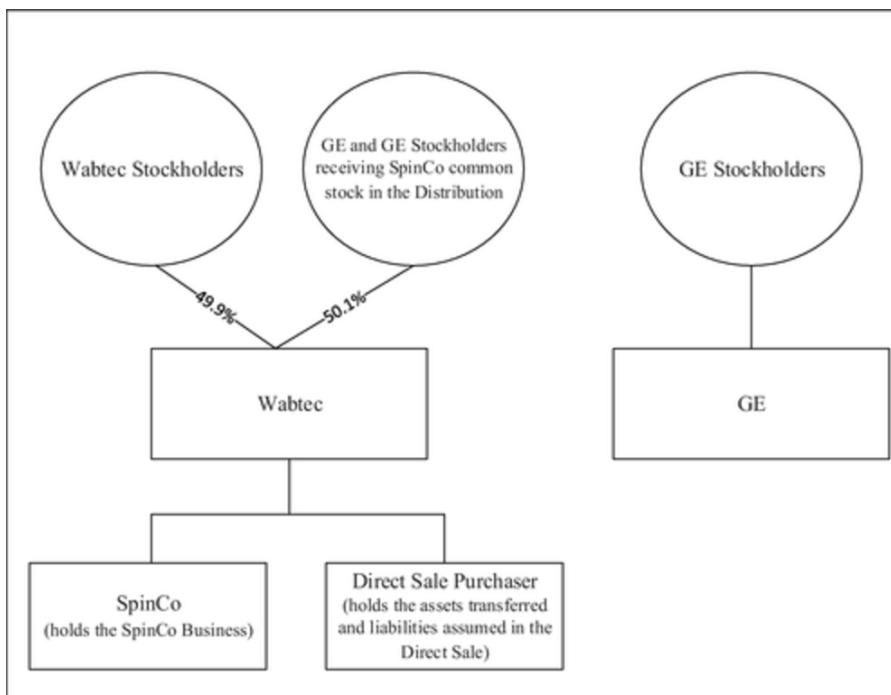 Wabtec Stockholders
GE and GE Stockholders
receiving SpinCo common
stock in the Distribution
GE Stockholders
49.9%
50.1%
Wabtec
GE
SpinCo
(holds the SpinCo Business)
Direct Sale Purchaser
(holds the assets transferred
and liabilities assumed in the
Direct Sale)